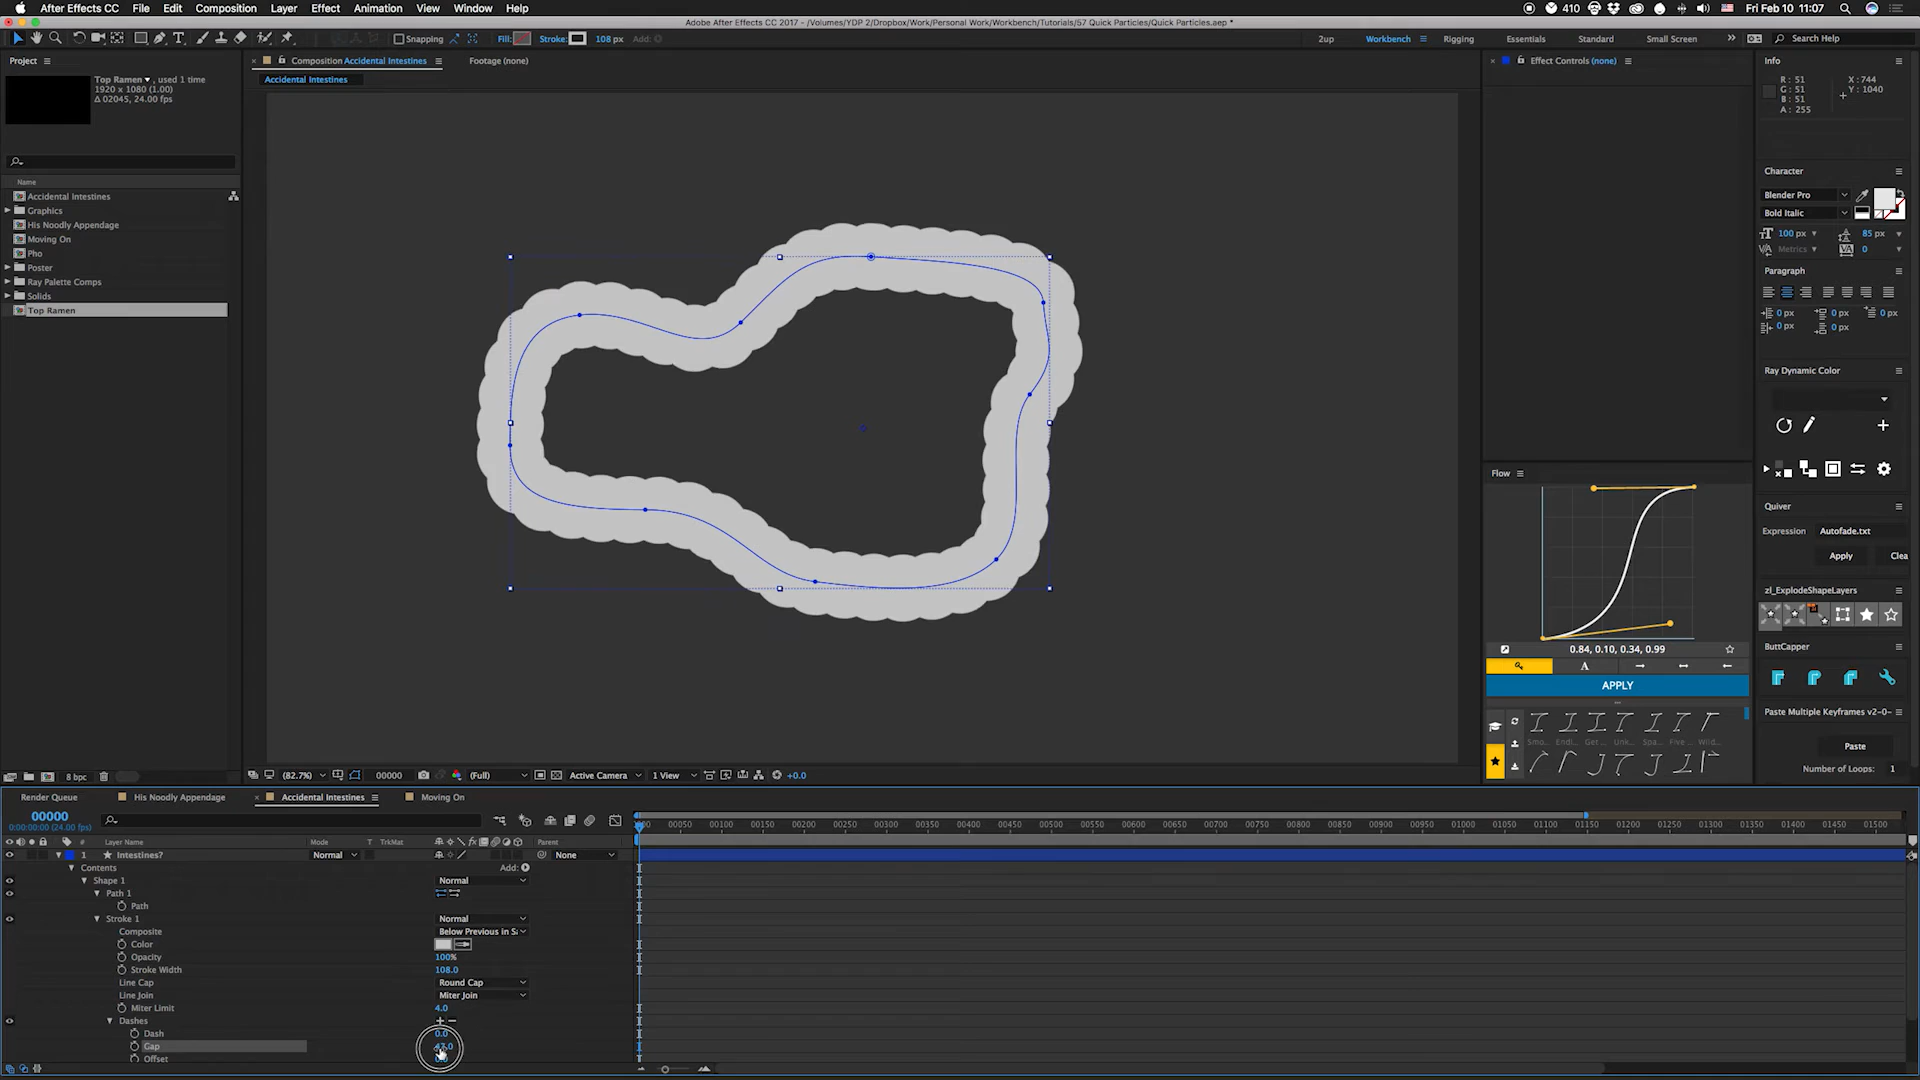 After Effects CC File Edit Composition Layer Effect Animation View Window Help
410 Fri Feb 10 11:07
Adobe After Effects CC 2017 - /Volumes/YDP 2/Dropbox/Work/Personal Work/Workbench/Tutorials/57 Quick Particles/Quick Particles.aep *
Snapping Fill: Stroke: 108 px Add:
2up Workbench Rigging Essentials Standard Small Screen Search Help
Project
Composition Accidental Intestines Footage (none)
Effect Controls (none)
Info
Accidental Intestines
Top Ramen , used 1 time
1920 x 1080 (1.00)
Δ 02045, 24.00 fps
R : 51
G : 51
B : 51
A : 255
X : 744
Y : 1040
Name
Accidental Intestines
Graphics
His Noodly Appendage
Moving On
Pho
Poster
Ray Palette Comps
Solids
Top Ramen
Character
Blender Pro
Bold Italic
100 px 85 px
Metrics 0
Paragraph
0 px 0 px 0 px
0 px 0 px
Ray Dynamic Color
Flow
0.84, 0.10, 0.34, 0.99
APPLY
Quiver
Expression Autofade.txt
Apply Clea
zl_ExplodeShapeLayers
ButtCapper
Paste Multiple Keyframes v2-0-
Paste
Number of Loops: 1
Smo... Endl... Get ... Unk... Spa... Five ... Wild...
8 bpc
(82.7%) 00000 (Full) Active Camera 1 View +0.0
Render Queue His Noodly Appendage Accidental Intestines Moving On
00000
0:00:00:00 (24.00 fps)
00050 00100 00150 00200 00250 00300 00350 00400 00450 00500 00550 00600 00650 00700 00750 00800 00850 00900 00950 01000 01050 01100 01150 01200 01250 01300 01350 01400 01450 01500
# Layer Name Mode T TrkMat Parent
1 Intestines? Normal None
Contents Add:
Shape 1 Normal
Path 1
Path
Stroke 1 Normal
Composite Below Previous in Sa
Color
Opacity 100%
Stroke Width 108.0
Line Cap Round Cap
Line Join Miter Join
Miter Limit 4.0
Dashes + −
Dash 0.0
Gap
Offset